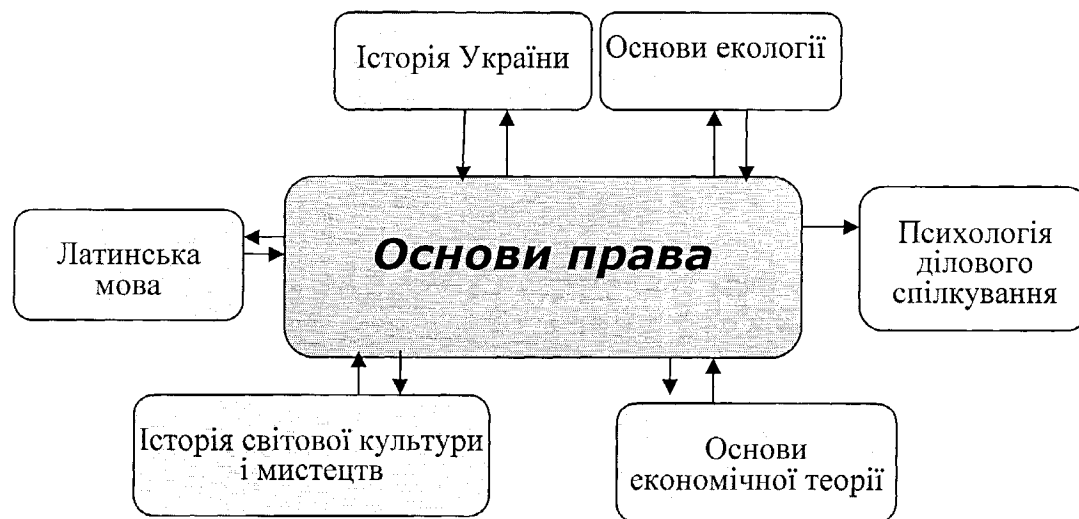 Історія України
Основи екології
Основи права
Латинська
мова
Психологія
ділового
спілкування
Історія світової культури
і мистецтв
Основи
економічної теорії